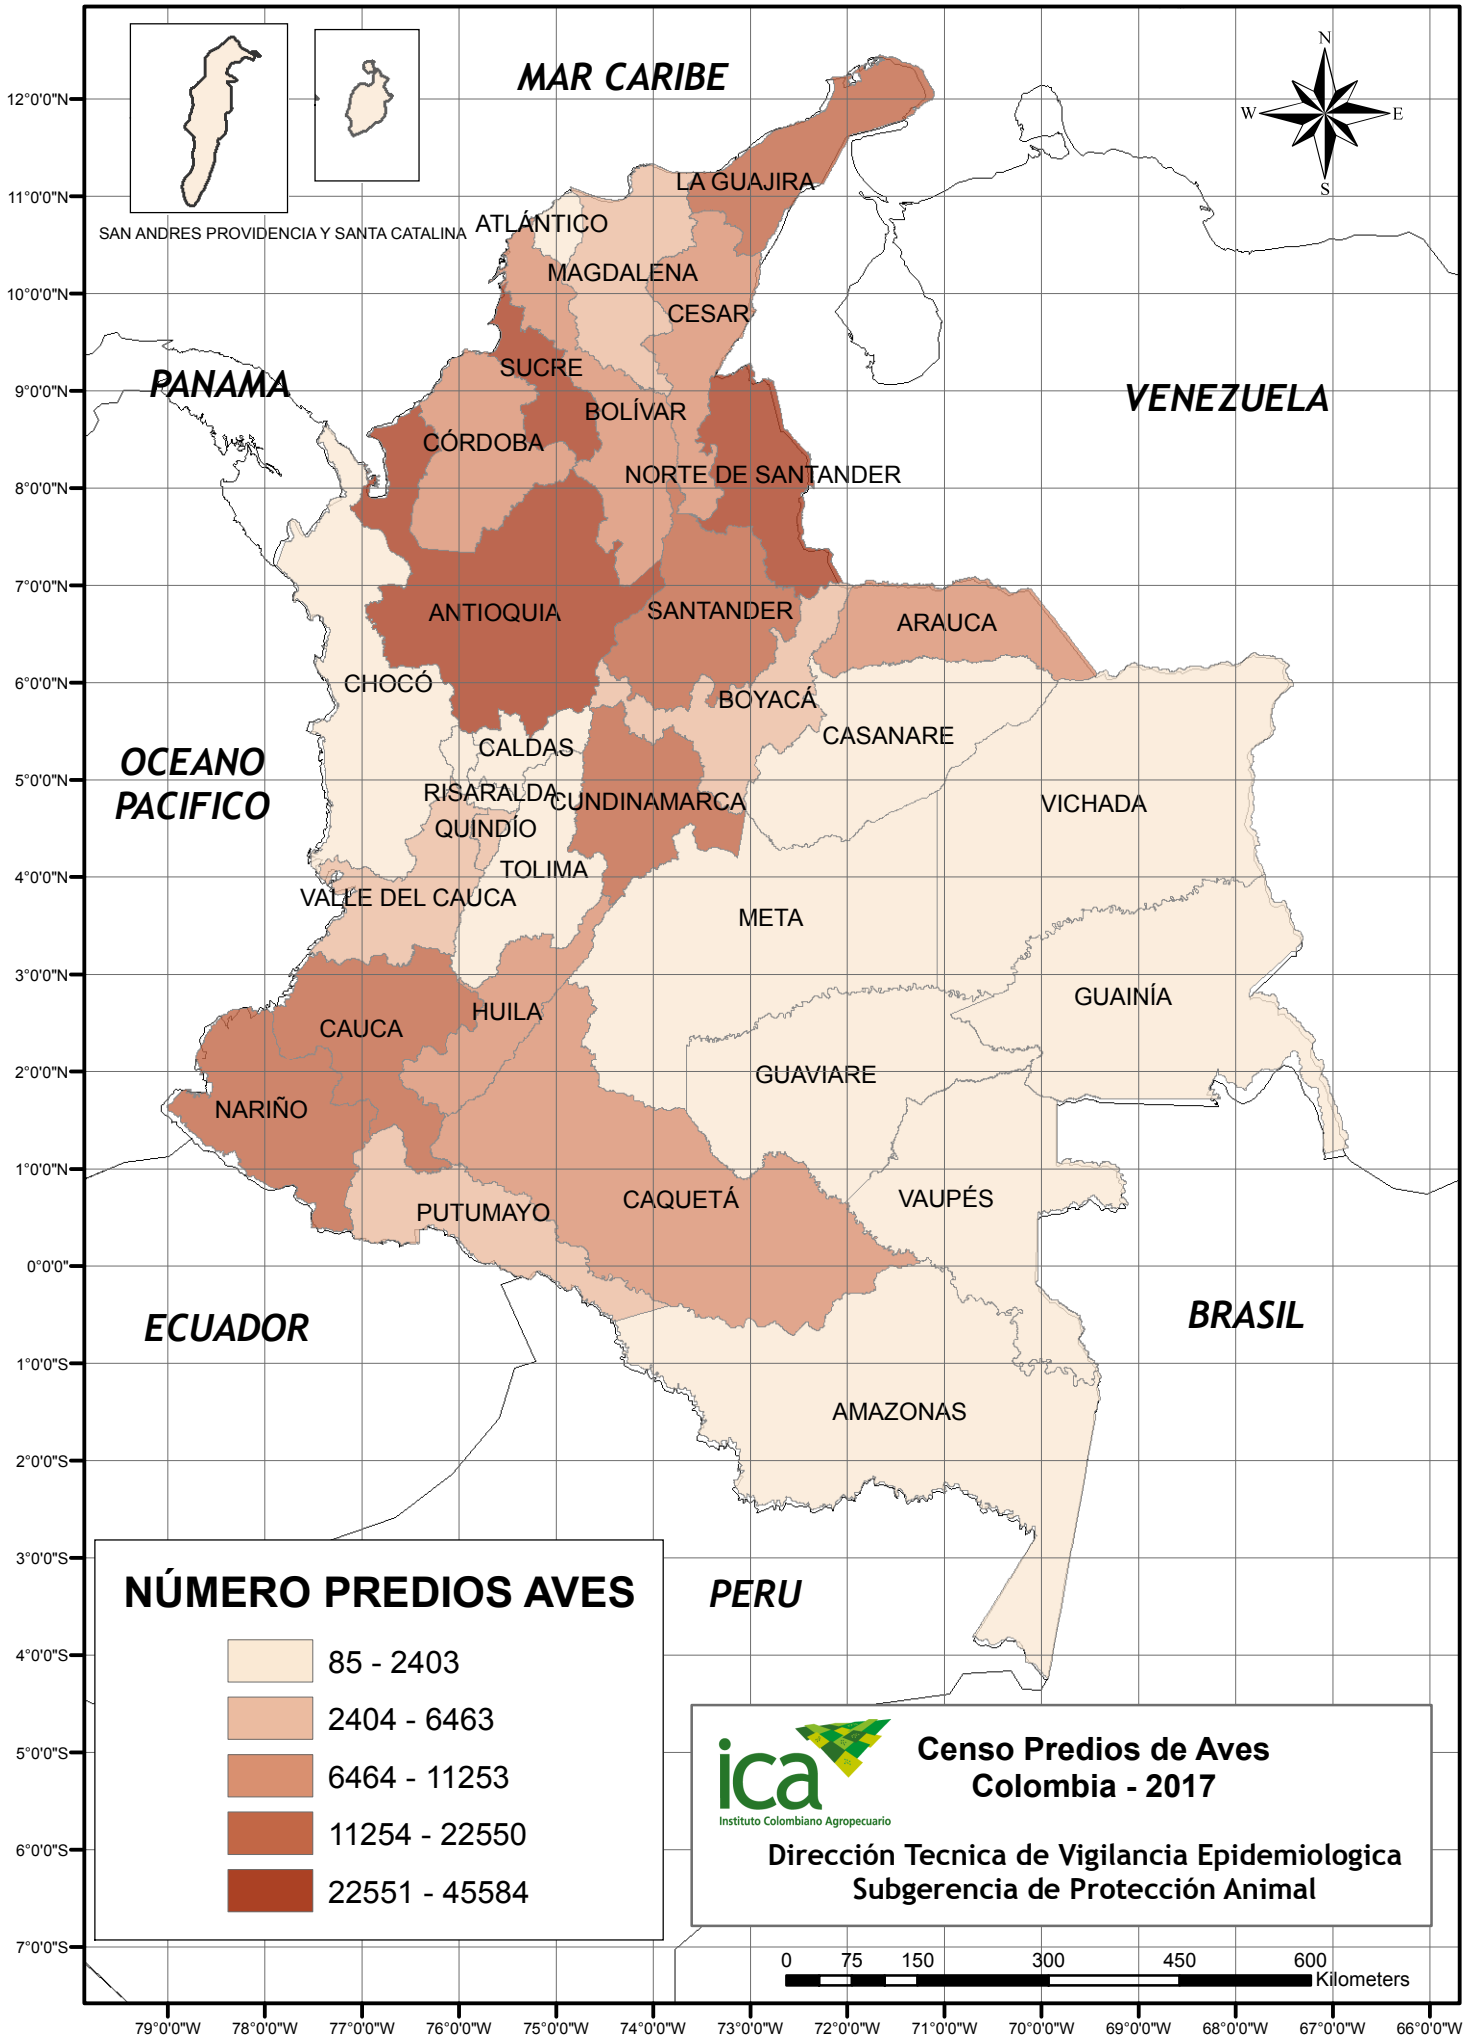 MAR CARIBE
N
W
E
S
12°0'0"N
11°0'0"N
10°0'0"N
9°0'0"N
8°0'0"N
7°0'0"N
6°0'0"N
5°0'0"N
4°0'0"N
3°0'0"N
2°0'0"N
1°0'0"N
0°0'0"
1°0'0"S
2°0'0"S
3°0'0"S
4°0'0"S
5°0'0"S
6°0'0"S
7°0'0"S
SAN ANDRES PROVIDENCIA Y SANTA CATALINA
LA GUAJIRA
ATLÁNTICO
MAGDALENA
CESAR
SUCRE
PANAMA
VENEZUELA
BOLÍVAR
CÓRDOBA
NORTE DE SANTANDER
ANTIOQUIA
SANTANDER
ARAUCA
CHOCÓ
BOYACÁ
CASANARE
CALDAS
OCEANO
PACIFICO
RISARALDA
CUNDINAMARCA
VICHADA
QUINDÍO
TOLIMA
VALLE DEL CAUCA
META
GUAINÍA
HUILA
CAUCA
GUAVIARE
NARIÑO
CAQUETÁ
VAUPÉS
PUTUMAYO
ECUADOR
BRASIL
AMAZONAS
PERU
NÚMERO PREDIOS AVES
85 - 2403
2404 - 6463
6464 - 11253
11254 - 22550
22551 - 45584
ica
Instituto Colombiano Agropecuario
Censo Predios de Aves
Colombia - 2017
Dirección Tecnica de Vigilancia Epidemiologica
Subgerencia de Protección Animal
0 75 150 300 450 600
Kilometers
79°0'0"W 78°0'0"W 77°0'0"W 76°0'0"W 75°0'0"W 74°0'0"W 73°0'0"W 72°0'0"W 71°0'0"W 70°0'0"W 69°0'0"W 68°0'0"W 67°0'0"W 66°0'0"W